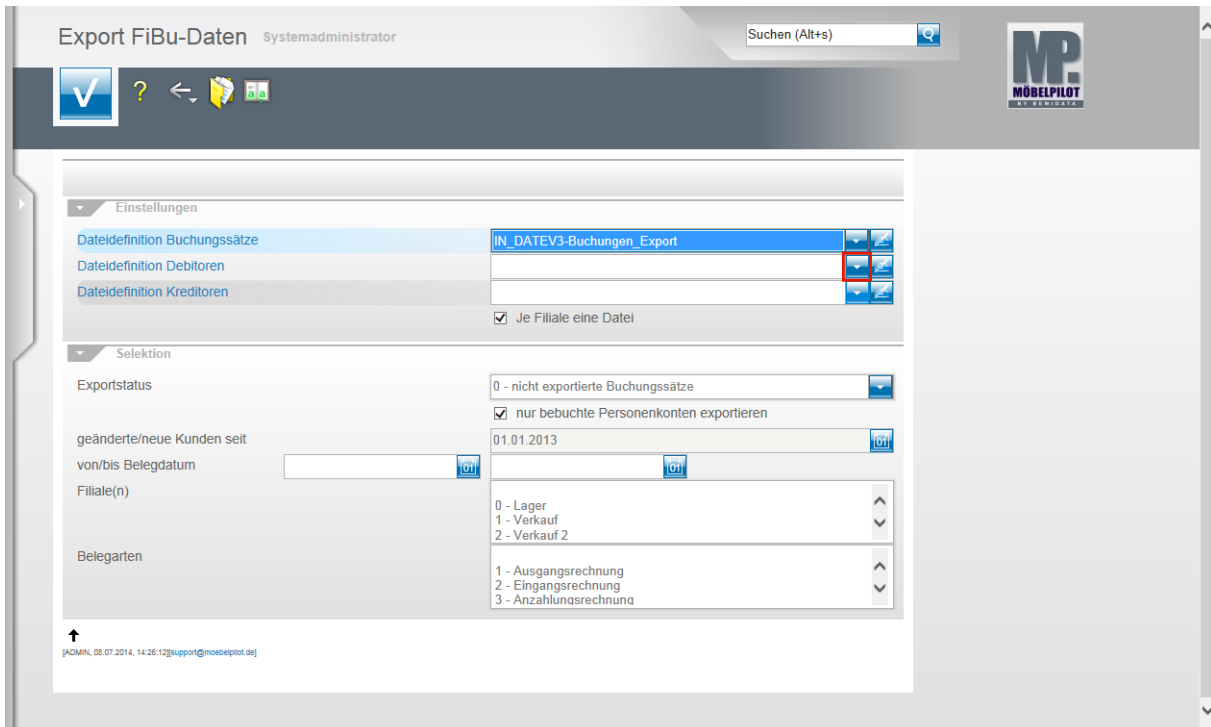 Export FiBu-Daten Systemadministrator
Suchen (Alt+s)
MP.
MÖBELPILOT
BY BEWIDATA
Einstellungen
Dateidefinition Buchungssätze IN_DATEV3-Buchungen_Export
Dateidefinition Debitoren
Dateidefinition Kreditoren
Je Filiale eine Datei
Selektion
Exportstatus 0 - nicht exportierte Buchungssätze
nur bebuchte Personenkonten exportieren
geänderte/neue Kunden seit 01.01.2013
von/bis Belegdatum
Filiale(n)
0 - Lager
1 - Verkauf
2 - Verkauf 2
Belegarten
1 - Ausgangsrechnung
2 - Eingangsrechnung
3 - Anzahlungsrechnung
[ADMIN, 08.07.2014, 14:26:12][support@moebelpilot.de]